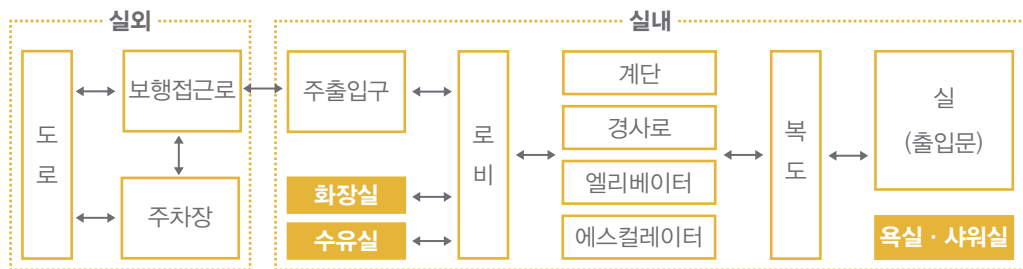 실외
실내
도로
보행접근로
주차장
주출입구
화장실
수유실
로비
계단
경사로
엘리베이터
에스컬레이터
복도
실
(출입문)
욕실 · 샤워실